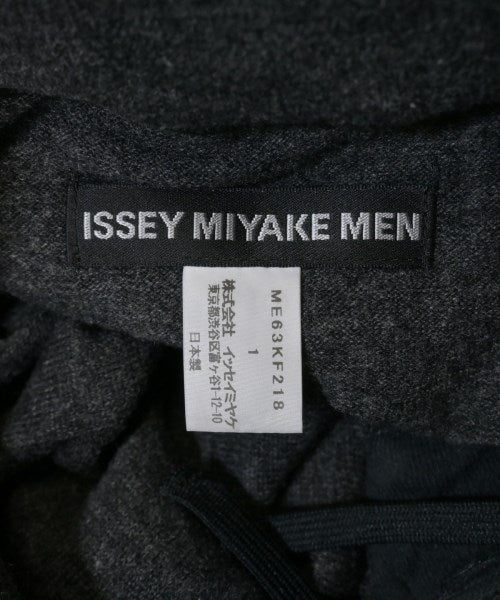 ISSEY MIYAKE MEN
ME63KF218
1
株式会社 イッセイミヤケ
東京都渋谷区富ヶ谷1-12-10
日本製